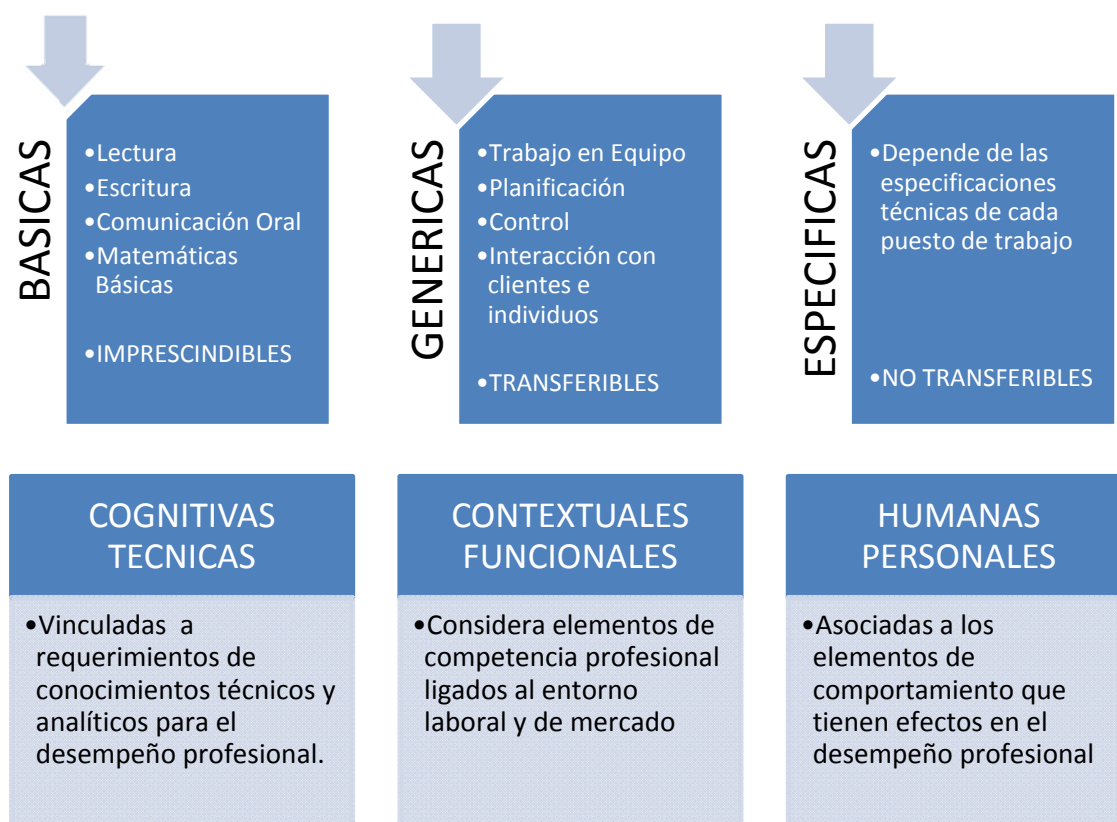 BASICAS
•Lectura
•Escritura
•Comunicación Oral
•Matemáticas
Básicas
•IMPRESCINDIBLES
GENERICAS
•Trabajo en Equipo
•Planificación
•Control
•Interacción con
clientes e
individuos
•TRANSFERIBLES
ESPECIFICAS
•Depende de las
especificaciones
técnicas de cada
puesto de trabajo
•NO TRANSFERIBLES
COGNITIVAS
TECNICAS
•Vinculadas a
requerimientos de
conocimientos técnicos y
analíticos para el
desempeño profesional.
CONTEXTUALES
FUNCIONALES
•Considera elementos de
competencia profesional
ligados al entorno
laboral y de mercado
HUMANAS
PERSONALES
•Asociadas a los
elementos de
comportamiento que
tienen efectos en el
desempeño profesional